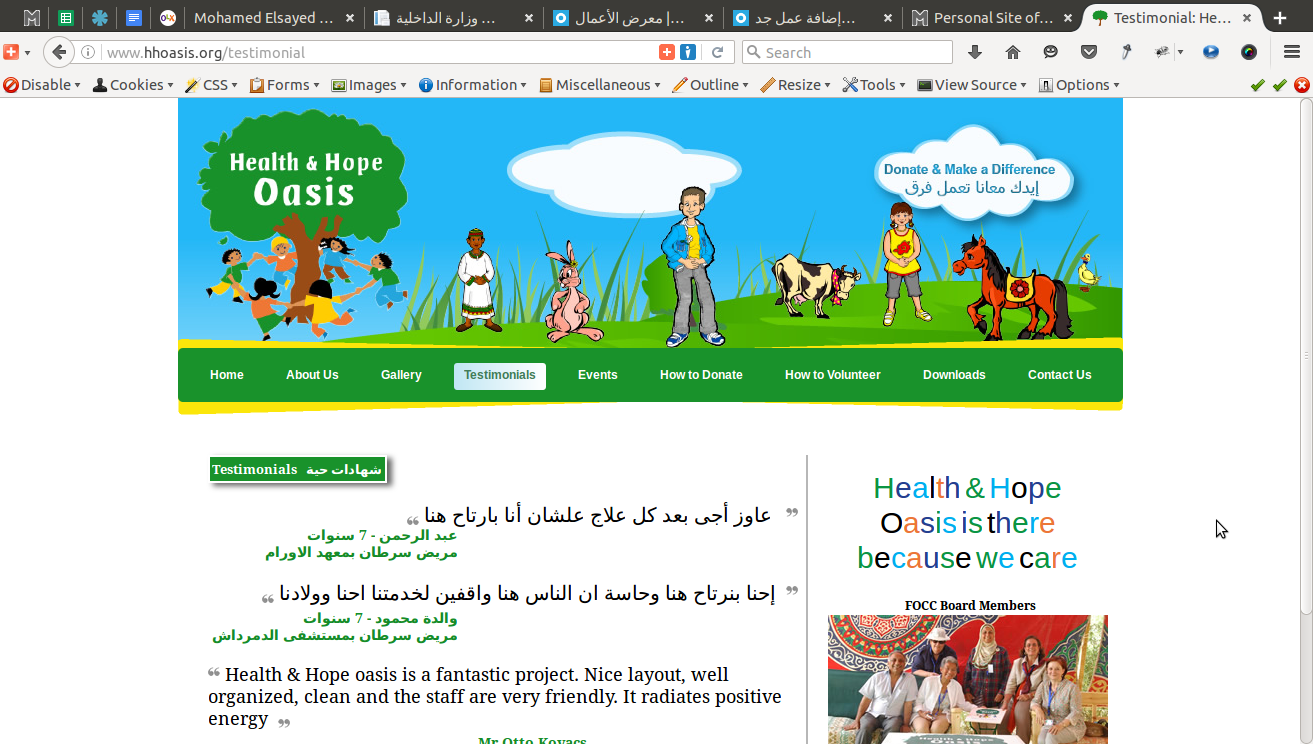 Mohamed Elsayed ...
وزارة الداخلية ...
معرض الأعمال |...
إضافة عمل جد...
Personal Site of...
Testimonial: He...
www.hhoasis.org/testimonial
Search
Disable
Cookies
CSS
Forms
Images
Information
Miscellaneous
Outline
Resize
Tools
View Source
Options
Health & Hope
Oasis
Donate & Make a Difference
إيدك معانا تعمل فرق
Home
About Us
Gallery
Testimonials
Events
How to Donate
How to Volunteer
Downloads
Contact Us
Testimonials شهادات حية
عاوز أجى بعد كل علاج علشان أنا بارتاح هنا
عبد الرحمن - 7 سنوات
مريض سرطان بمعهد الاورام
إحنا بنرتاح هنا وحاسة ان الناس هنا واقفين لخدمتنا احنا وولادنا
والدة محمود - 7 سنوات
مريض سرطان بمستشفى الدمرداش
“ Health & Hope oasis is a fantastic project. Nice layout, well
organized, clean and the staff are very friendly. It radiates positive
energy ”
Mr Otto Kovacs
Health & Hope
Oasis is there
because we care
FOCC Board Members